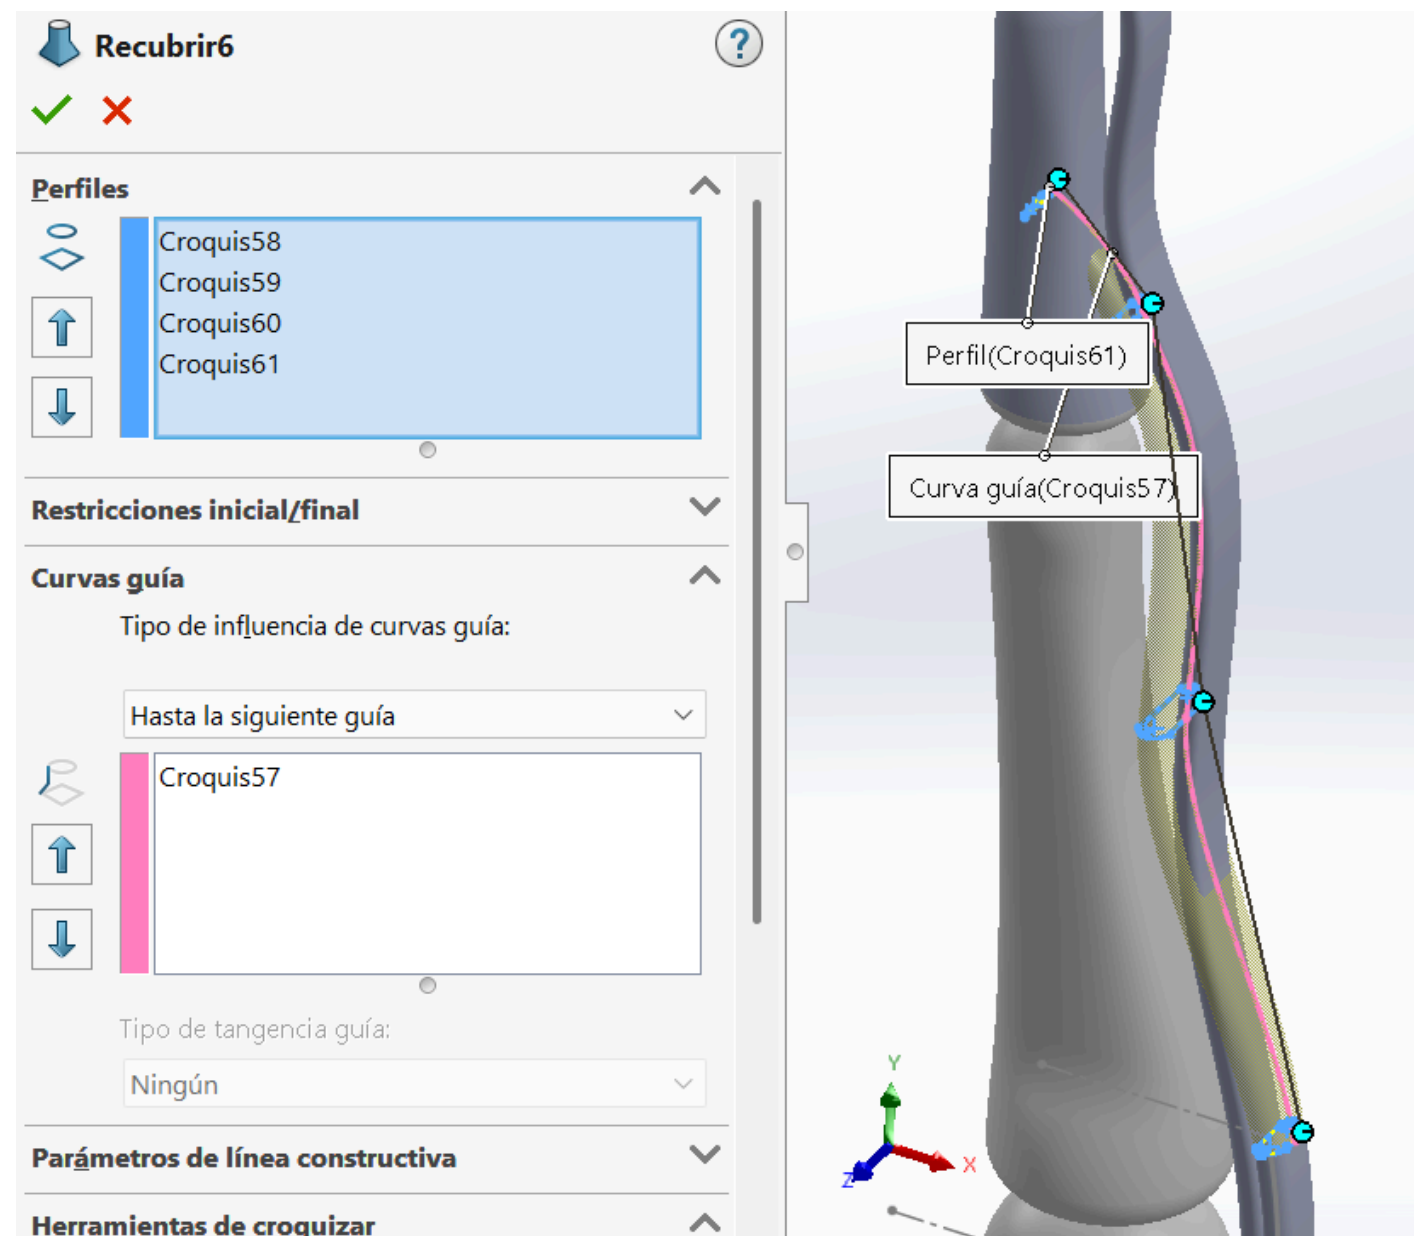 Recubrir6
?
Perfiles
Croquis58
Croquis59
Croquis60
Croquis61
Restricciones inicial/final
Curvas guía
Tipo de influencia de curvas guía:
Hasta la siguiente guía
Croquis57
Tipo de tangencia guía:
Ningún
Parámetros de línea constructiva
Herramientas de croquizar
Perfil(Croquis61)
Curva guía(Croquis57)
Y
X
Z